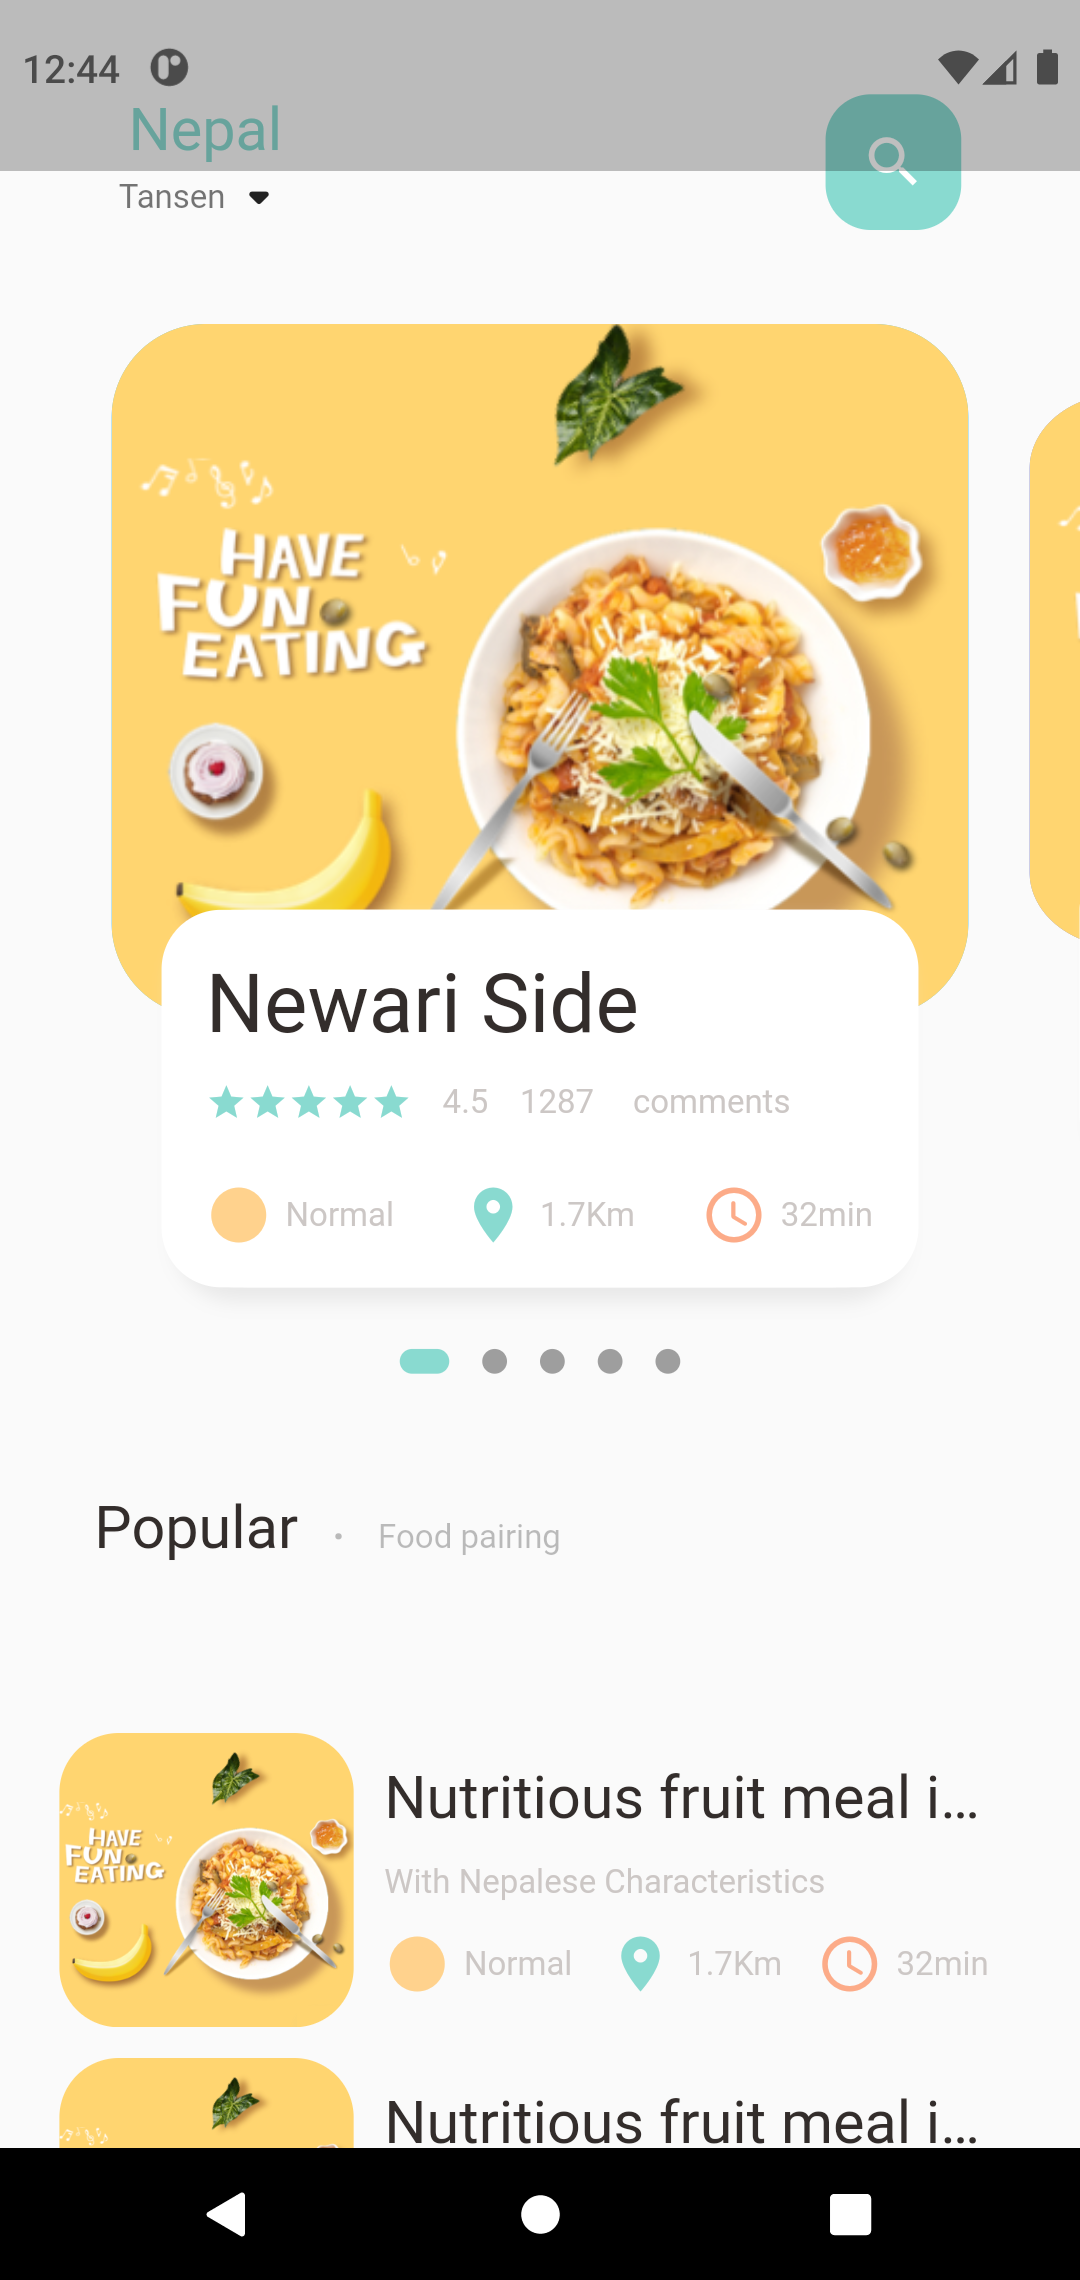 12:44
Nepal
Tansen
HAVE
FUN
EATING
Newari Side
4.5 1287 comments
Normal 1.7Km 32min
Popular • Food pairing
HAVE
FUN
EATING
Nutritious fruit meal i...
With Nepalese Characteristics
Normal 1.7Km 32min
Nutritious fruit meal i...